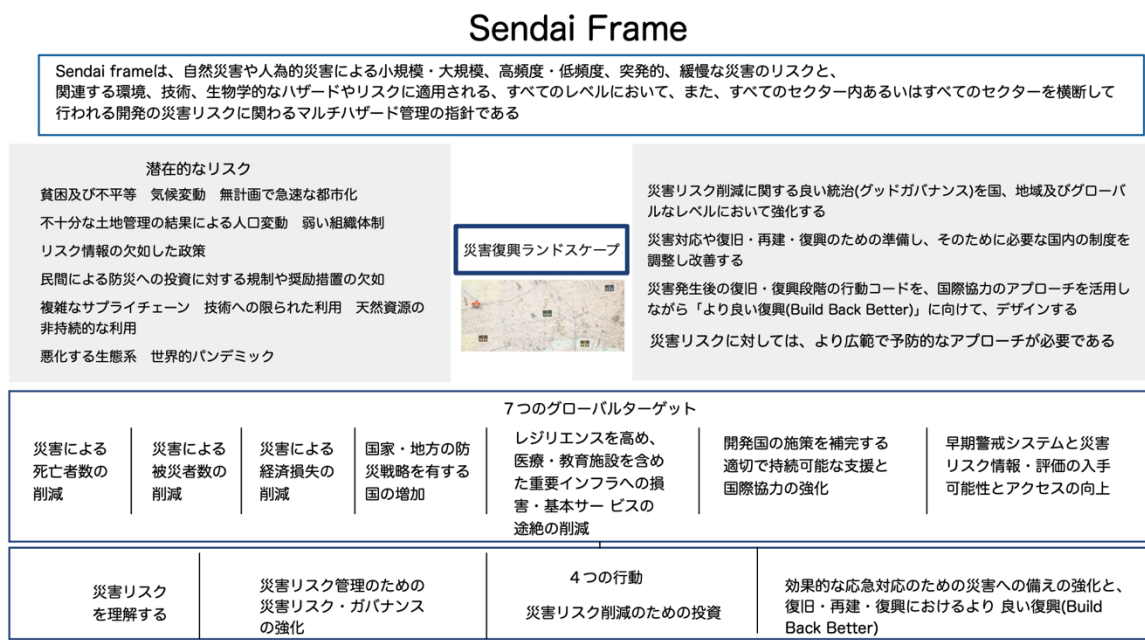 Sendai Frame
Sendai frameは、自然災害や人為的災害による小規模・大規模、高頻度・低頻度、突発的、緩慢な災害のリスクと、
関連する環境、技術、生物学的なハザードやリスクに適用される、すべてのレベルにおいて、また、すべてのセクター内あるいはすべてのセクターを横断して
行われる開発の災害リスクに関わるマルチハザード管理の指針である
潜在的なリスク
貧困及び不平等　気候変動　無計画で急速な都市化
不十分な土地管理の結果による人口変動　弱い組織体制
リスク情報の欠如した政策
民間による防災への投資に対する規制や奨励措置の欠如
複雑なサプライチェーン　技術への限られた利用　天然資源の
非持続的な利用
悪化する生態系　世界的パンデミック
災害復興ランドスケープ
災害リスク削減に関する良い統治(グッドガバナンス)を国、地域及びグローバ
ルなレベルにおいて強化する
災害対応や復旧・再建・復興のための準備し、そのために必要な国内の制度を
調整し改善する
災害発生後の復旧・復興段階の行動コードを、国際協力のアプローチを活用し
ながら「より良い復興(Build Back Better)」に向けて、デザインする
災害リスクに対しては、より広範で予防的なアプローチが必要である
７つのグローバルターゲット
災害による
死亡者数の
削減
災害による
被災者数の
削減
災害による
経済損失の
削減
国家・地方の防
災戦略を有する
国の増加
レジリエンスを高め、
医療・教育施設を含め
た重要インフラへの損
害・基本サー ビスの
途絶の削減
開発国の施策を補完する
適切で持続可能な支援と
国際協力の強化
早期警戒システムと災害
リスク情報・評価の入手
可能性とアクセスの向上
４つの行動
災害リスク
を理解する
災害リスク管理のための
災害リスク・ガバナンス
の強化
災害リスク削減のための投資
効果的な応急対応のための災害への備えの強化と、
復旧・再建・復興におけるより 良い復興(Build
Back Better)